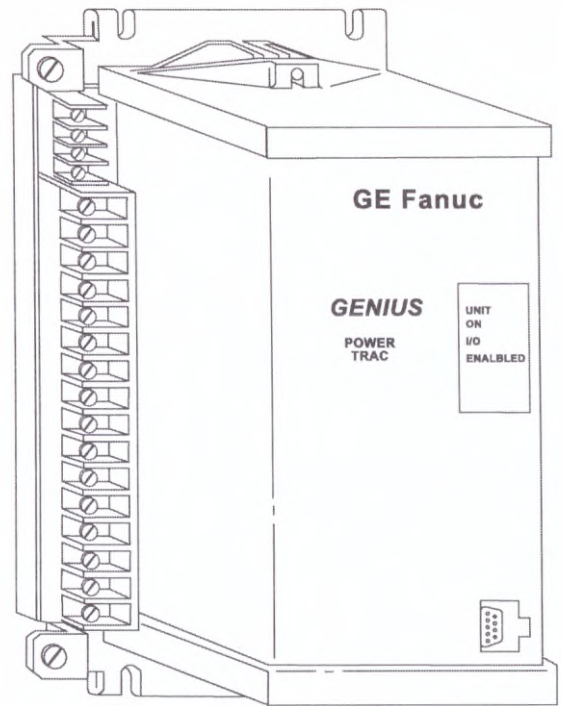 GE Fanuc
GENIUS
POWER
TRAC
UNIT
ON
I/O
ENALBLED